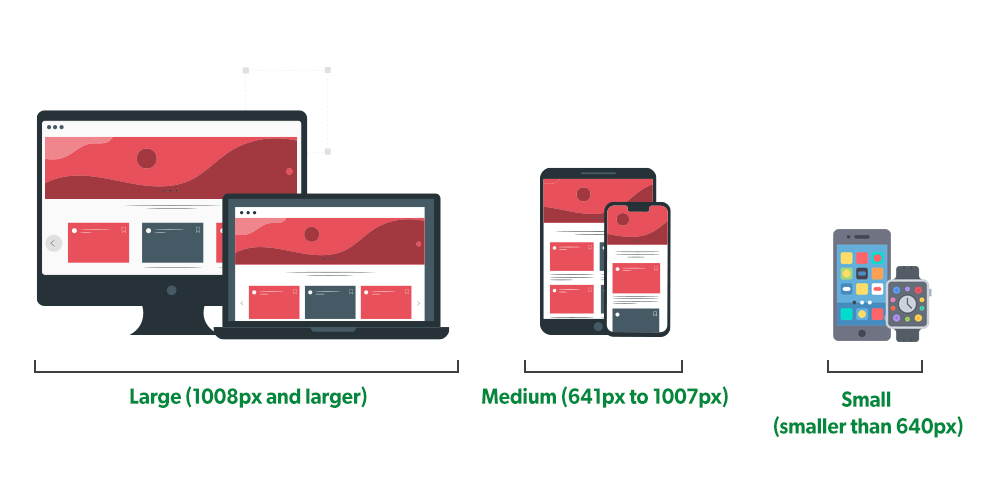 Large (1008px and larger)
Medium (641px to 1007px)
Small
(smaller than 640px)